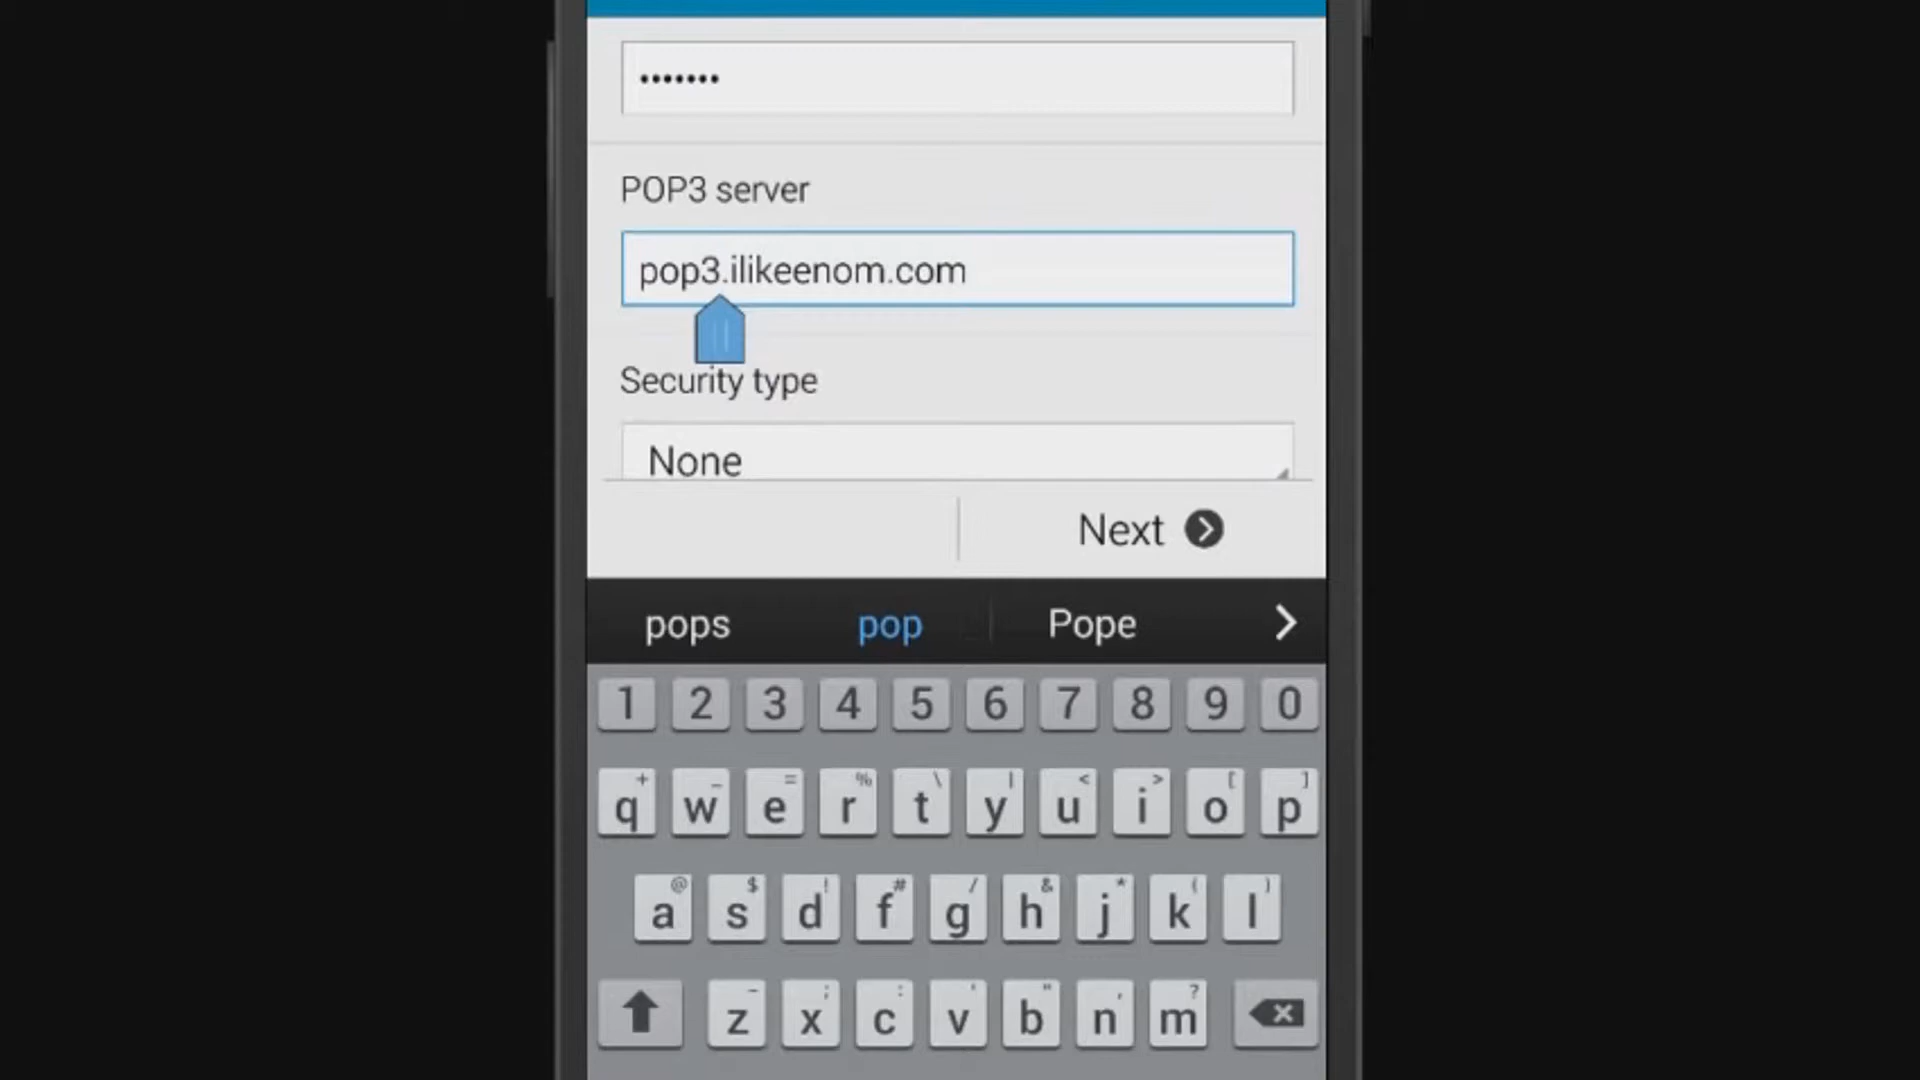 •••••••
POP3 server
pop3.ilikeenom.com
Security type
None
Next
pops pop Pope
1 2 3 4 5 6 7 8 9 0
+ _ = % \ | < > [ ]
q w e r t y u i o p
@ $ ! # / & * ( )
a s d f g h j k l
- ; : ' " , ?
z x c v b n m